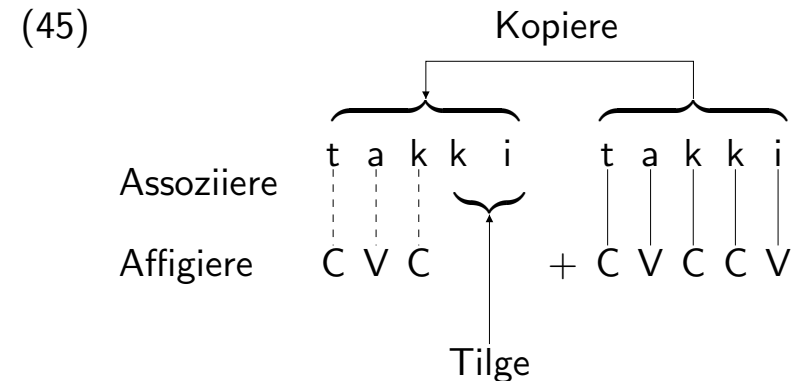 (45) Kopiere
t a k k i t a k k i
Assoziiere
Affigiere C V C + C V C C V
Tilge